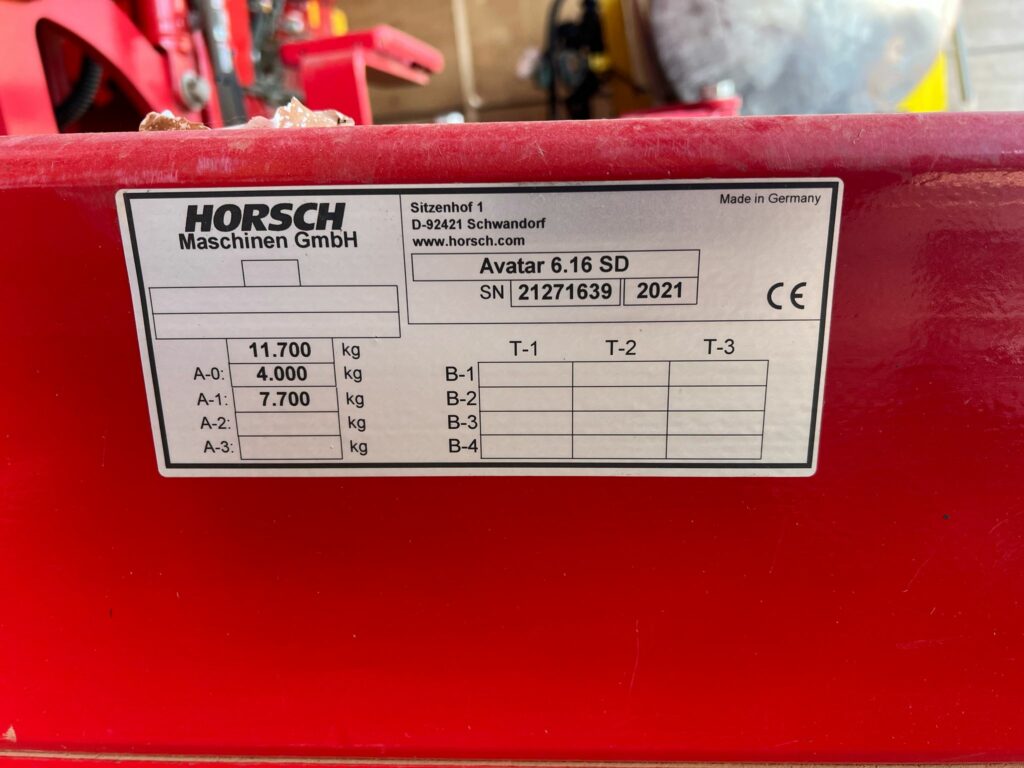 HORSCH
Maschinen GmbH
Sitzenhof 1
D-92421 Schwandorf
www.horsch.com
Made in Germany
Avatar 6.16 SD
SN 21271639 2021
CE
11.700 kg
A-0: 4.000 kg
A-1: 7.700 kg
A-2: kg
A-3: kg
T-1 T-2 T-3
B-1
B-2
B-3
B-4